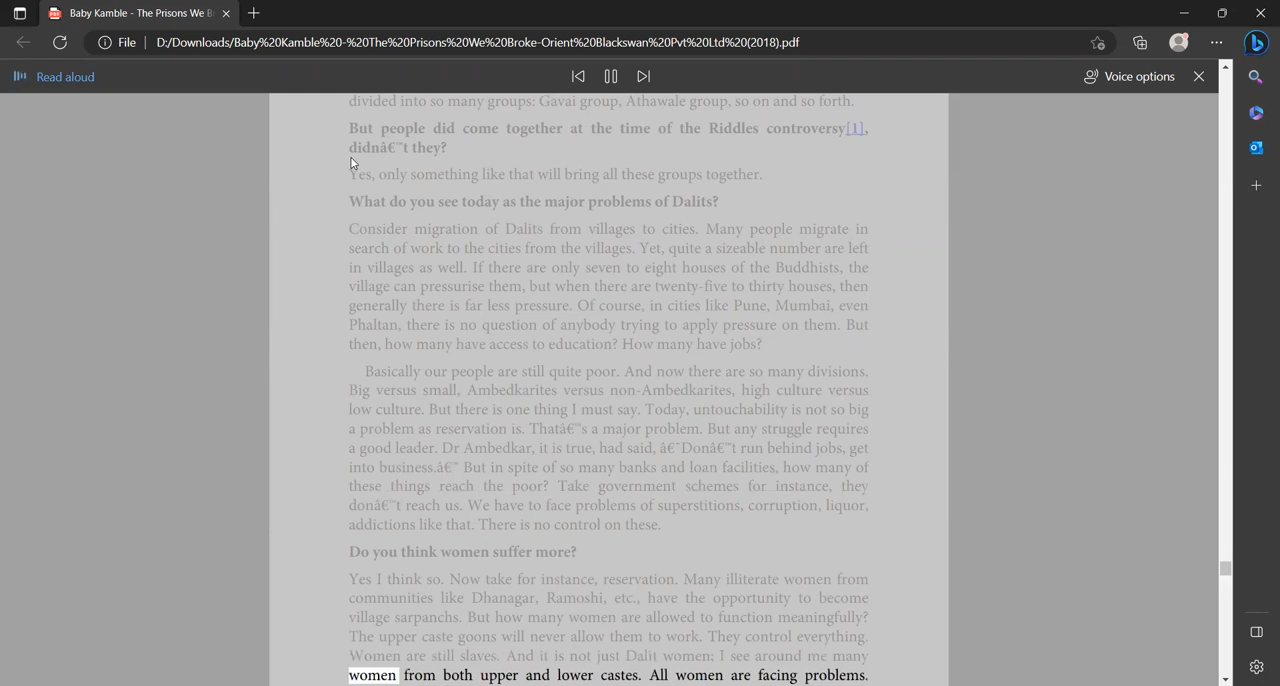 Baby Kamble - The Prisons We B
File
D:/Downloads/Baby%20Kamble%20-%20The%20Prisons%20We%20Broke-Orient%20Blackswan%20Pvt%20Ltd%20(2018).pdf
Read aloud
Voice options
divided into so many groups: Gavai group, Athawale group, so on and so forth.
But people did come together at the time of the Riddles controversy[1],
didnâ€™t they?
Yes, only something like that will bring all these groups together.
What do you see today as the major problems of Dalits?
Consider migration of Dalits from villages to cities. Many people migrate in
search of work to the cities from the villages. Yet, quite a sizeable number are left
in villages as well. If there are only seven to eight houses of the Buddhists, the
village can pressurise them, but when there are twenty-five to thirty houses, then
generally there is far less pressure. Of course, in cities like Pune, Mumbai, even
Phaltan, there is no question of anybody trying to apply pressure on them. But
then, how many have access to education? How many have jobs?
Basically our people are still quite poor. And now there are so many divisions.
Big versus small, Ambedkarites versus non-Ambedkarites, high culture versus
low culture. But there is one thing I must say. Today, untouchability is not so big
a problem as reservation is. Thatâ€™s a major problem. But any struggle requires
a good leader. Dr Ambedkar, it is true, had said, â€˜Donâ€™t run behind jobs, get
into business.â€™ But in spite of so many banks and loan facilities, how many of
these things reach the poor? Take government schemes for instance, they
donâ€™t reach us. We have to face problems of superstitions, corruption, liquor,
addictions like that. There is no control on these.
Do you think women suffer more?
Yes I think so. Now take for instance, reservation. Many illiterate women from
communities like Dhanagar, Ramoshi, etc., have the opportunity to become
village sarpanchs. But how many women are allowed to function meaningfully?
The upper caste goons will never allow them to work. They control everything.
Women are still slaves. And it is not just Dalit women; I see around me many
women from both upper and lower castes. All women are facing problems.